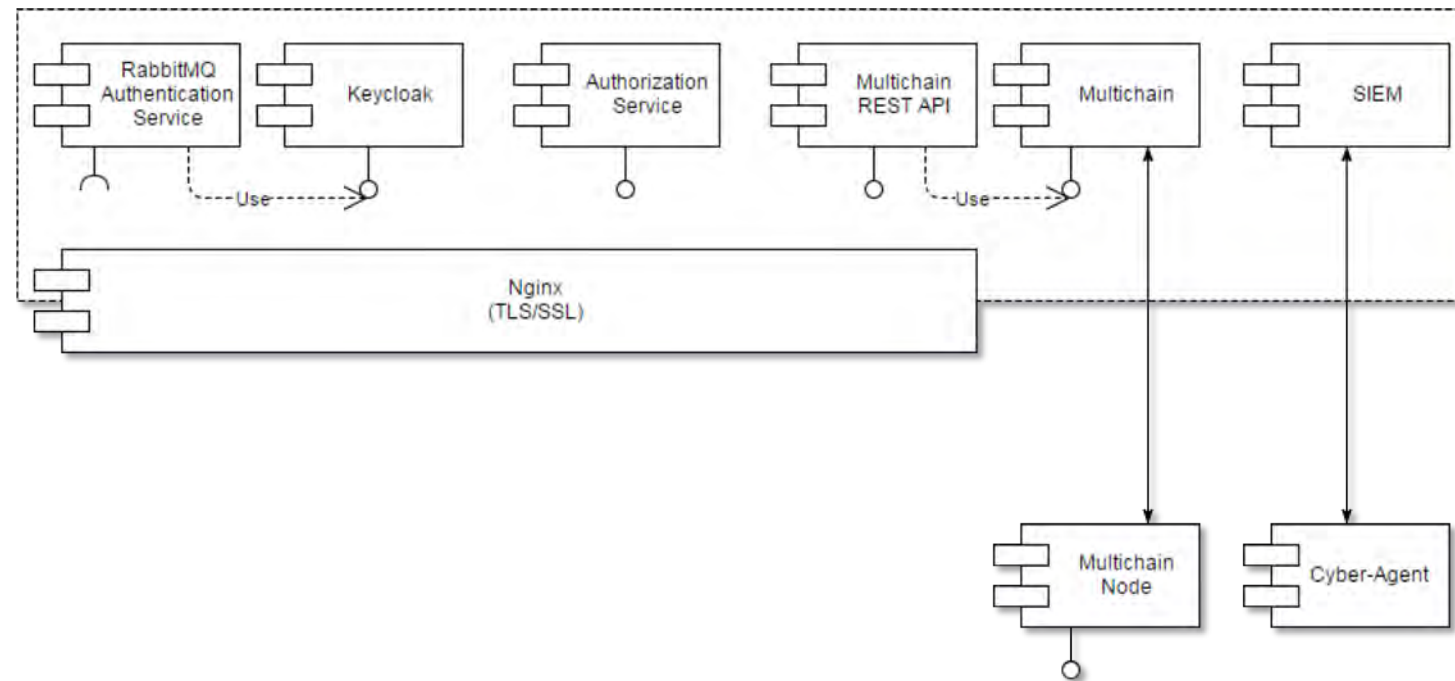 RabbitMQ
Authentication
Service
Keycloak
Authorization
Service
Multichain
REST API
Multichain
SIEM
Use
Use
Nginx
(TLS/SSL)
Multichain
Node
Cyber-Agent